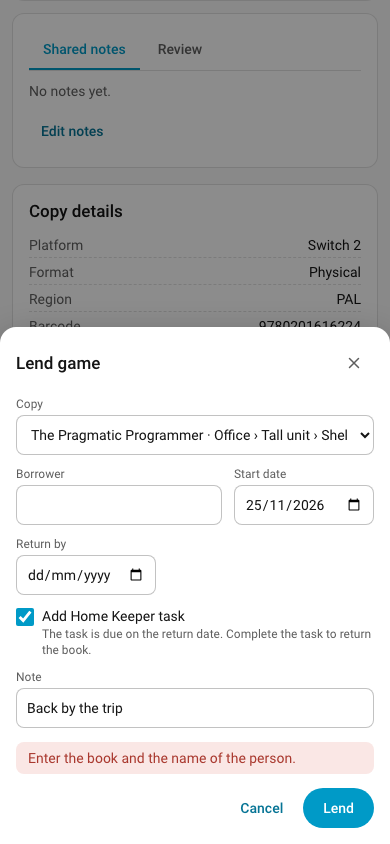 Shared notes
Review
No notes yet.
Edit notes
Copy details
Platform
Switch 2
Format
Physical
Region
PAL
Barcode
9780201616224
Lend game
Copy
The Pragmatic Programmer · Office › Tall unit › Shel
Borrower
Start date
25/11/2026
Return by
dd/mm/yyyy
Add Home Keeper task
The task is due on the return date. Complete the task to return
the book.
Note
Back by the trip
Enter the book and the name of the person.
Cancel
Lend